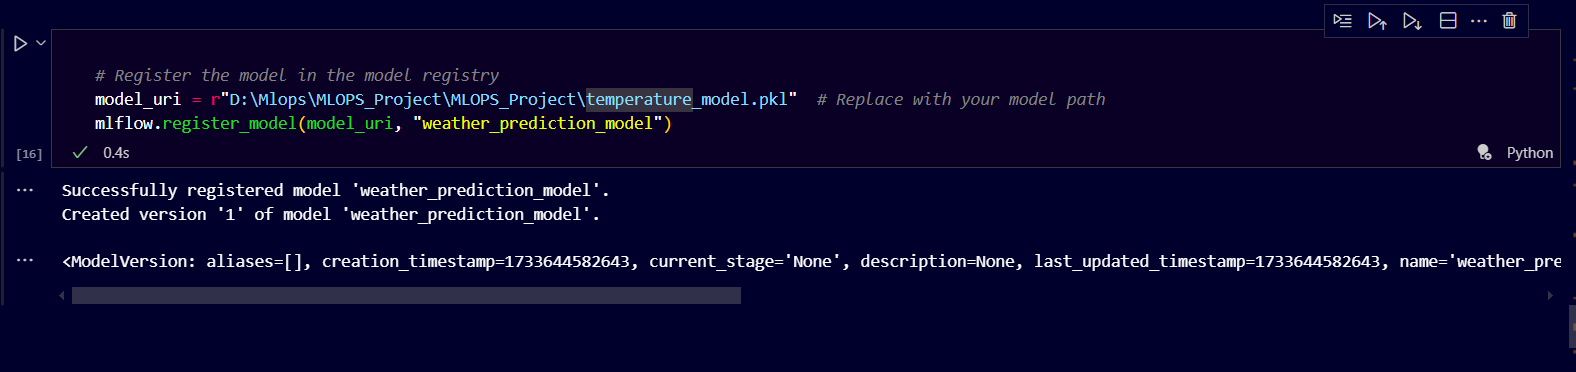 # Register the model in the model registry
model_uri = r"D:\Mlops\MLOPS_Project\MLOPS_Project\temperature_model.pkl"  # Replace with your model path
mlflow.register_model(model_uri, "weather_prediction_model")
[16] 0.4s Python
Successfully registered model 'weather_prediction_model'.
Created version '1' of model 'weather_prediction_model'.
<ModelVersion: aliases=[], creation_timestamp=1733644582643, current_stage='None', description=None, last_updated_timestamp=1733644582643, name='weather_pre